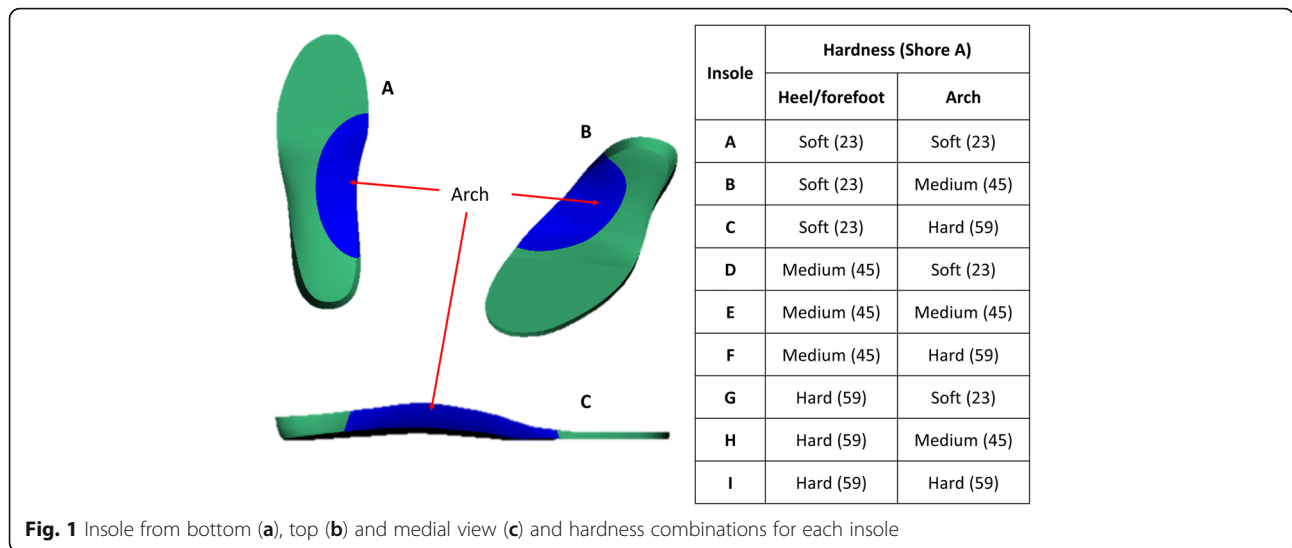 A
B
Arch
C
Insole
Hardness (Shore A)
Heel/forefoot Arch
A Soft (23) Soft (23)
B Soft (23) Medium (45)
C Soft (23) Hard (59)
D Medium (45) Soft (23)
E Medium (45) Medium (45)
F Medium (45) Hard (59)
G Hard (59) Soft (23)
H Hard (59) Medium (45)
I Hard (59) Hard (59)
Fig. 1 Insole from bottom (a), top (b) and medial view (c) and hardness combinations for each insole